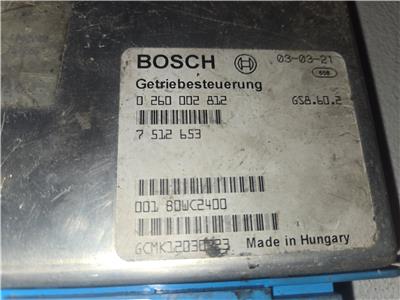 BOSCH 03-03-21
Getriebesteuerung 608
0 260 002 812 GS8.60.2
7 512 653
001 80WC2400
Made in Hungary